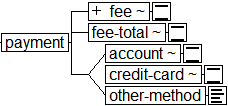 + fee ~
payment
fee-total ~
account ~
credit-card ~
other-method